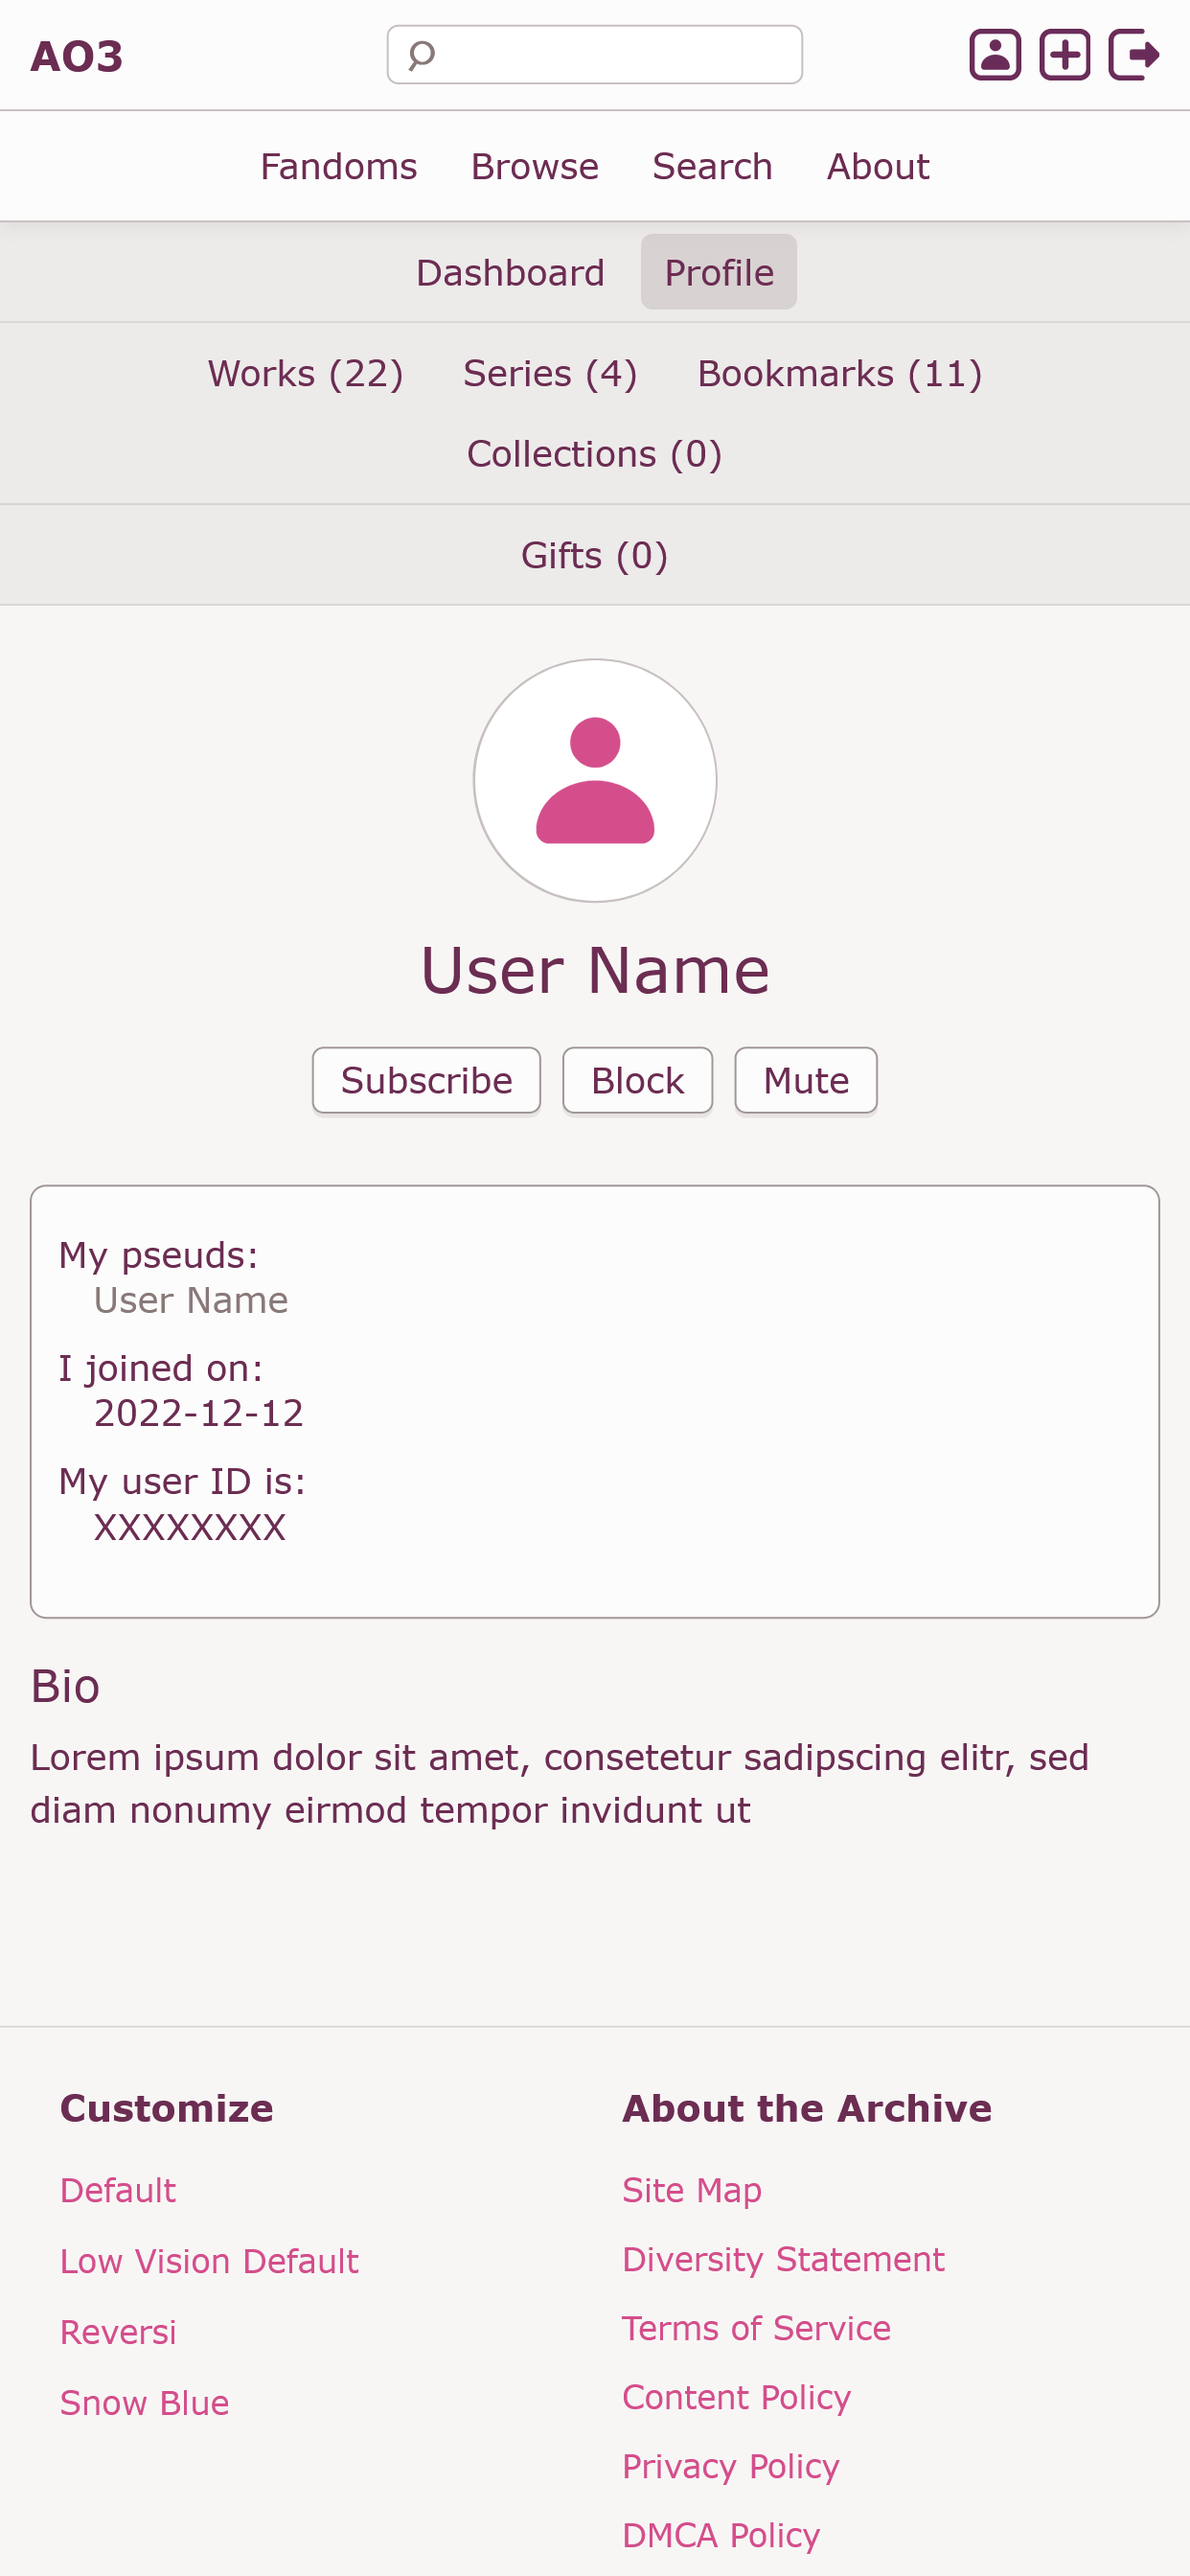 AO3
Fandoms Browse Search About
Dashboard Profile
Works (22) Series (4) Bookmarks (11)
Collections (0)
Gifts (0)
User Name
Subscribe Block Mute
My pseuds:
User Name
I joined on:
2022-12-12
My user ID is:
XXXXXXXX
Bio
Lorem ipsum dolor sit amet, consetetur sadipscing elitr, sed
diam nonumy eirmod tempor invidunt ut
Customize
Default
Low Vision Default
Reversi
Snow Blue
About the Archive
Site Map
Diversity Statement
Terms of Service
Content Policy
Privacy Policy
DMCA Policy